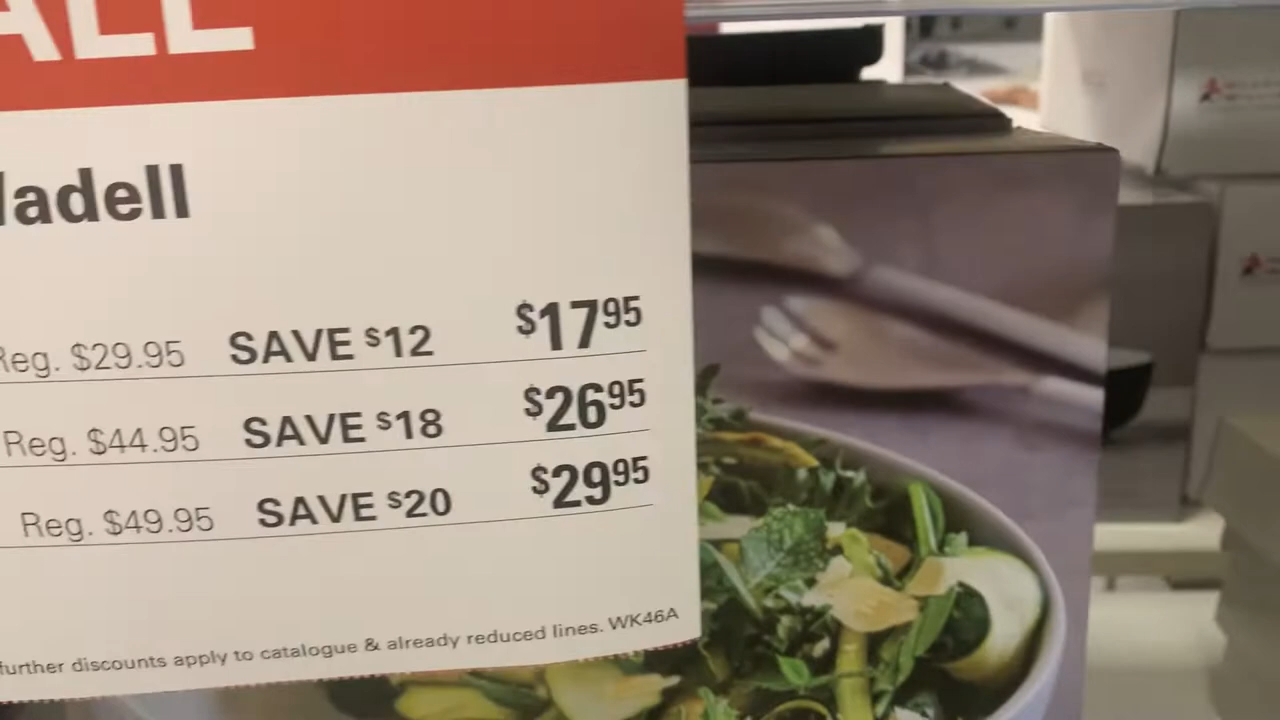 ALL
ladell
Reg. $29.95 SAVE $12 $17.95
Reg. $44.95 SAVE $18 $26.95
Reg. $49.95 SAVE $20 $29.95
further discounts apply to catalogue & already reduced lines. WK46A